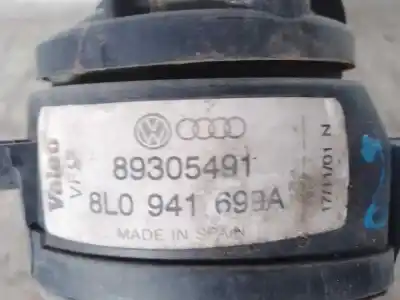 Valeo
89305491
8L0 941 699A
MADE IN SPAIN
17/11/01 N